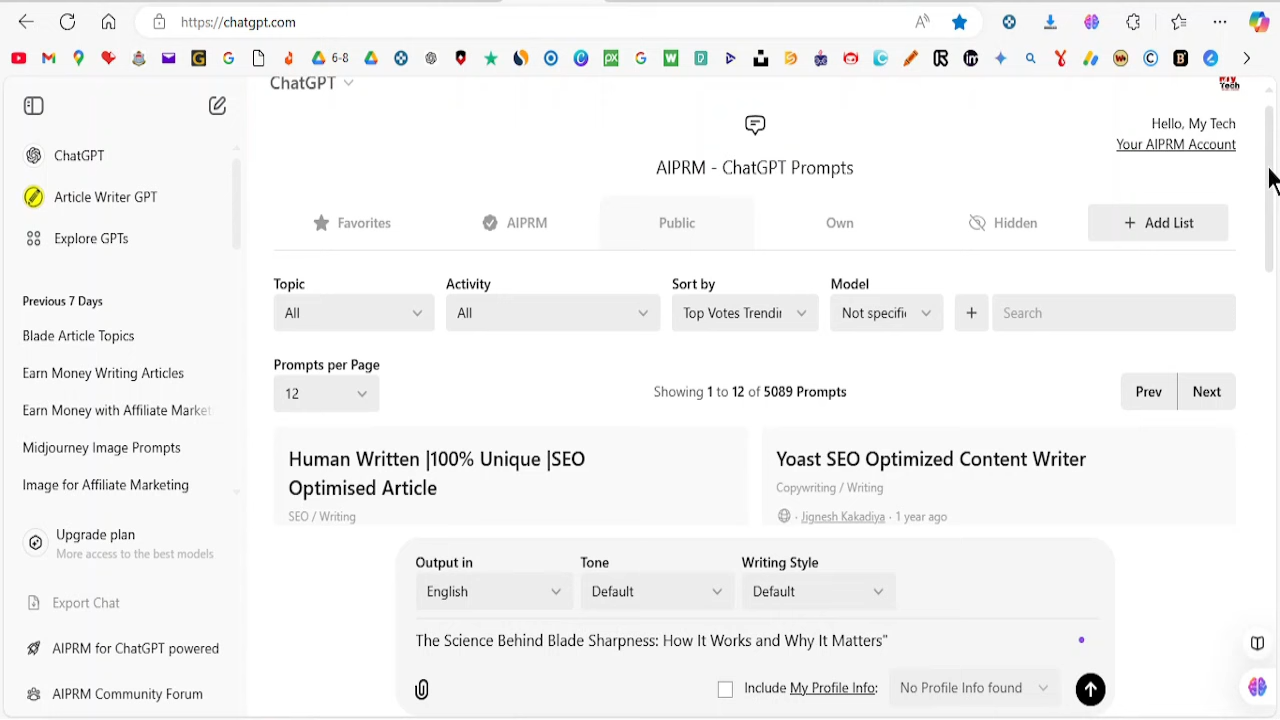 https://chatgpt.com
6-8
ChatGPT
My Tech
Hello, My Tech
Your AIPRM Account
ChatGPT
Article Writer GPT
Explore GPTs
Previous 7 Days
Blade Article Topics
Earn Money Writing Articles
Earn Money with Affiliate Market
Midjourney Image Prompts
Image for Affiliate Marketing
Upgrade plan
More access to the best models
Export Chat
AIPRM for ChatGPT powered
AIPRM Community Forum
AIPRM - ChatGPT Prompts
Favorites AIPRM Public Own Hidden + Add List
Topic Activity Sort by Model
All All Top Votes Trendin Not specifi + Search
Prompts per Page
12 Showing 1 to 12 of 5089 Prompts Prev Next
Human Written |100% Unique |SEO
Optimised Article
SEO / Writing
Yoast SEO Optimized Content Writer
Copywriting / Writing
· Jignesh Kakadiya · 1 year ago
Output in Tone Writing Style
English Default Default
The Science Behind Blade Sharpness: How It Works and Why It Matters"
Include My Profile Info: No Profile Info found